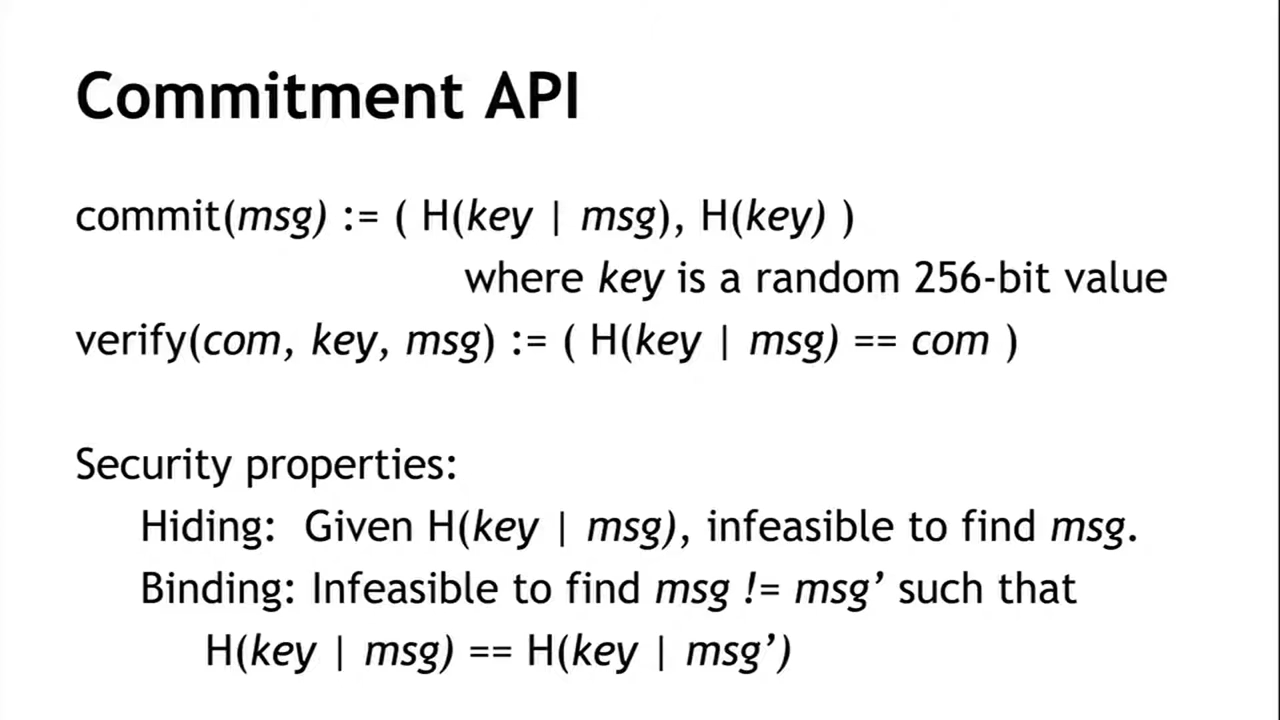 Commitment API
commit(msg) := ( H(key | msg), H(key) )
where key is a random 256-bit value
verify(com, key, msg) := ( H(key | msg) == com )
Security properties:
Hiding: Given H(key | msg), infeasible to find msg.
Binding: Infeasible to find msg != msg’ such that
H(key | msg) == H(key | msg’)